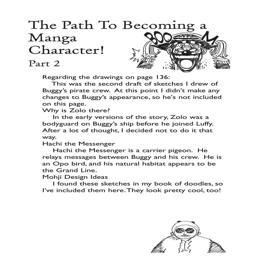 The Path To Becoming a
Manga
Character!
Part 2
BOOM
Regarding the drawings on page 136:
This was the second draft of sketches I drew of
Buggy's pirate crew. At this point I didn't make any
changes to Buggy's appearance, so he's not included
on this page.
Why is Zolo there?
In the early versions of the story, Zolo was a
bodyguard on Buggy's ship before he joined Luffy.
After a lot of thought, I decided not to do it that
way.
Hachi the Messenger
Hachi the Messenger is a carrier pigeon. He
relays messages between Buggy and his crew. He is
an Opo bird, and his natural habitat appears to be
the Grand Line.
Mohji Design Ideas
I found these sketches in my book of doodles, so
I've included them here. They look pretty cool, too!